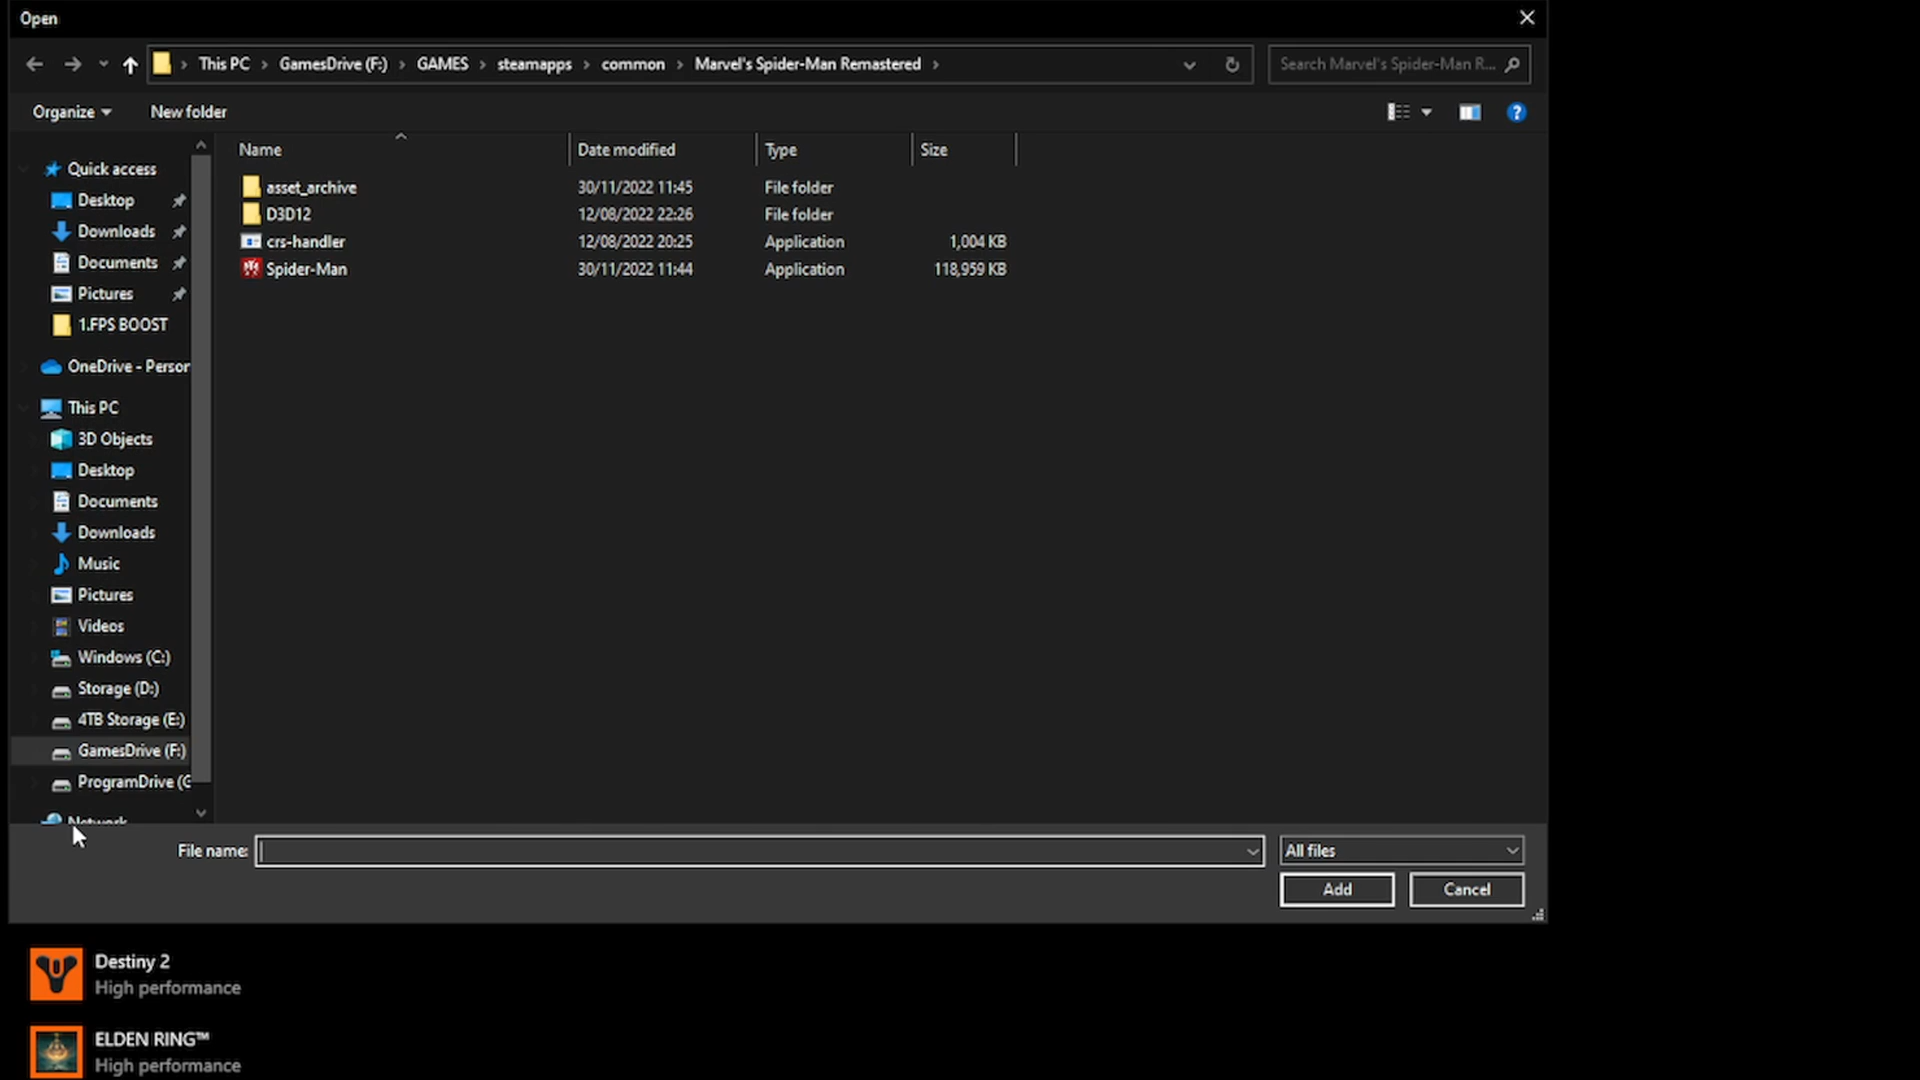 Open
This PC > GamesDrive (F:) > GAMES > steamapps > common > Marvel's Spider-Man Remastered >
Search Marvel's Spider-Man R...
Organize
New folder
Name
Date modified
Type
Size
asset_archive 30/11/2022 11:45 File folder
D3D12 12/08/2022 22:26 File folder
crs-handler 12/08/2022 20:25 Application 1,004 KB
Spider-Man 30/11/2022 11:44 Application 118,959 KB
Quick access
Desktop
Downloads
Documents
Pictures
1.FPS BOOST
OneDrive - Person
This PC
3D Objects
Desktop
Documents
Downloads
Music
Pictures
Videos
Windows (C:)
Storage (D:)
4TB Storage (E:)
GamesDrive (F:)
ProgramDrive (G
Network
File name:
All files
Add
Cancel
Destiny 2
High performance
ELDEN RING™
High performance